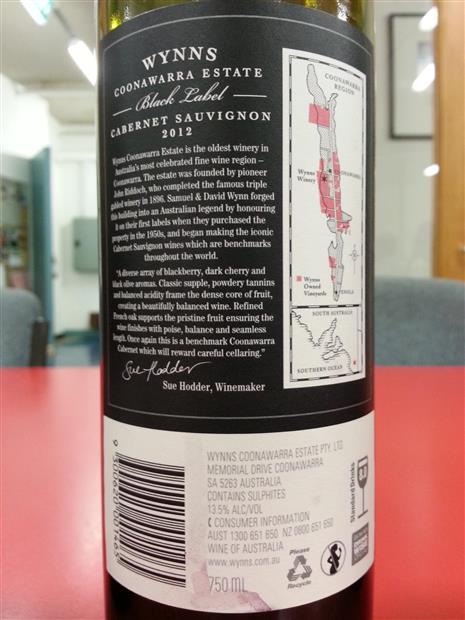 WYNNS
COONAWARRA ESTATE
Black Label
CABERNET SAUVIGNON
2012
Wynns Coonawarra Estate is the oldest winery in
Australia's most celebrated fine wine region –
Coonawarra. The estate was founded by pioneer
John Riddoch, who completed the famous triple
gabled winery in 1896. Samuel & David Wynn forged
this building into an Australian legend by honouring
it on their first labels when they purchased the
property in the 1950s, and began making the iconic
Cabernet Sauvignon wines which are benchmarks
throughout the world.
"A diverse array of blackberry, dark cherry and
black olive aromas. Classic supple, powdery tannins
and balanced acidity frame the dense core of fruit,
creating a beautifully balanced wine. Refined
French oak supports the pristine fruit ensuring the
wine finishes with poise, balance and seamless
length. Once again this is a benchmark Coonawarra
Cabernet which will reward careful cellaring."
Sue Hodder
Sue Hodder, Winemaker
COONAWARRA
REGION
Wynns
Winery
COONAWARRA
Wynns
Owned
Vineyards
PENOLA
SOUTH AUSTRALIA
SOUTHERN OCEAN
WYNNS COONAWARRA ESTATE PTY. LTD.
MEMORIAL DRIVE COONAWARRA
SA 5263 AUSTRALIA
CONTAINS SULPHITES
13.5% ALC/VOL
CONSUMER INFORMATION
AUST 1300 651 650 NZ 0800 651 650
WINE OF AUSTRALIA
www.wynns.com.au
750 mL
Please
Recycle
Standard Drinks